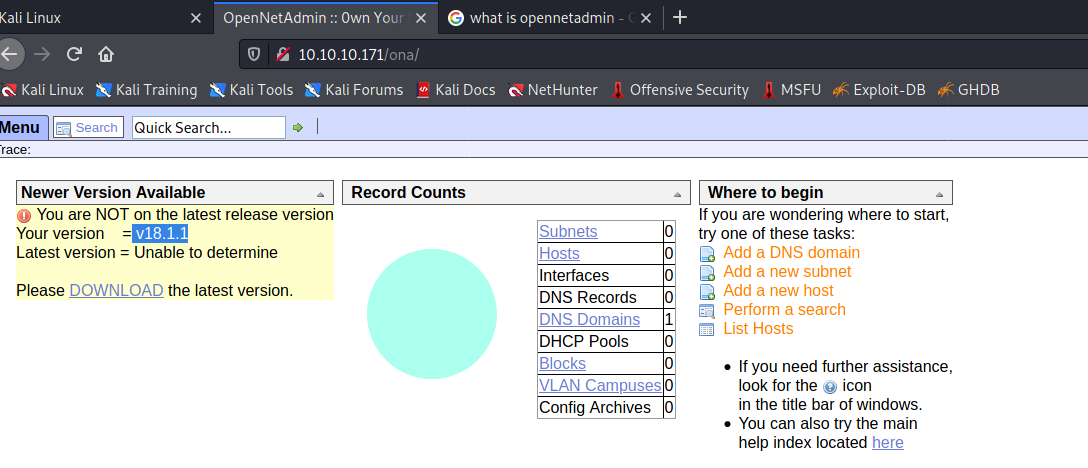 Kali Linux
OpenNetAdmin :: 0wn Your
what is opennetadmin -
10.10.10.171/ona/
Kali Linux Kali Training Kali Tools Kali Forums Kali Docs NetHunter Offensive Security MSFU Exploit-DB GHDB
Menu Search Quick Search...
Trace:
Newer Version Available
You are NOT on the latest release version
Your version = v18.1.1
Latest version = Unable to determine
Please DOWNLOAD the latest version.
Record Counts
Subnets 0
Hosts 0
Interfaces 0
DNS Records 0
DNS Domains 1
DHCP Pools 0
Blocks 0
VLAN Campuses 0
Config Archives 0
Where to begin
If you are wondering where to start,
try one of these tasks:
Add a DNS domain
Add a new subnet
Add a new host
Perform a search
List Hosts
If you need further assistance,
look for the icon
in the title bar of windows.
You can also try the main
help index located here